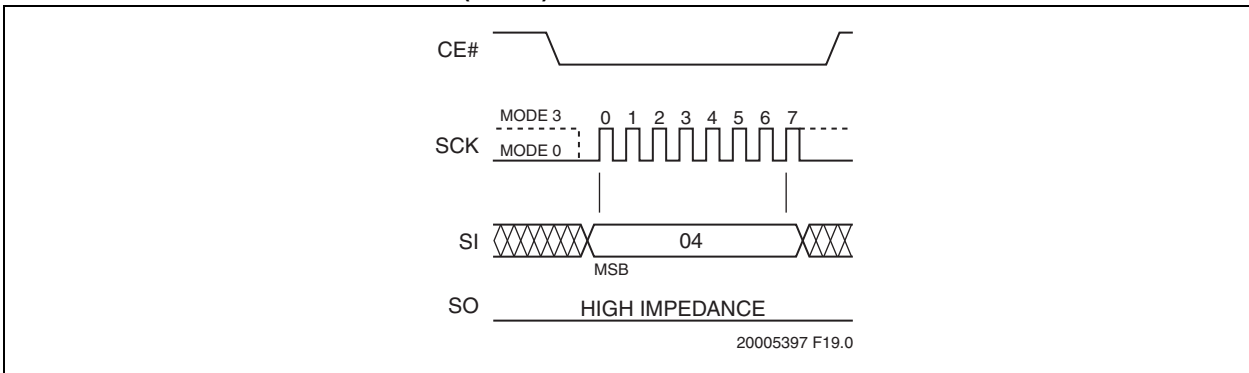 CE#
MODE 3
0 1 2 3 4 5 6 7
SCK
MODE 0
SI
04
MSB
SO
HIGH IMPEDANCE
20005397 F19.0